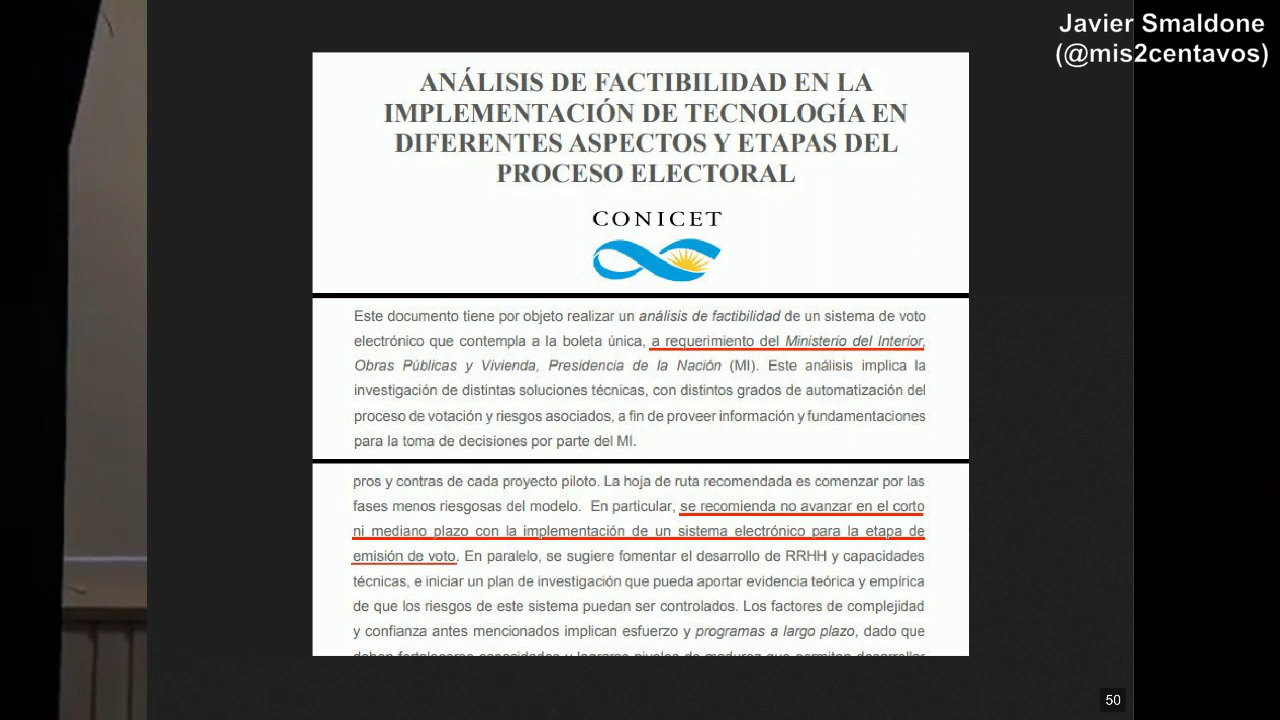 Javier Smaldone
(@mis2centavos)
ANÁLISIS DE FACTIBILIDAD EN LA
IMPLEMENTACIÓN DE TECNOLOGÍA EN
DIFERENTES ASPECTOS Y ETAPAS DEL
PROCESO ELECTORAL
CONICET
Este documento tiene por objeto realizar un análisis de factibilidad de un sistema de voto
electrónico que contempla a la boleta única, a requerimiento del Ministerio del Interior,
Obras Públicas y Vivienda, Presidencia de la Nación (MI). Este análisis implica la
investigación de distintas soluciones técnicas, con distintos grados de automatización del
proceso de votación y riesgos asociados, a fin de proveer información y fundamentaciones
para la toma de decisiones por parte del MI.
pros y contras de cada proyecto piloto. La hoja de ruta recomendada es comenzar por las
fases menos riesgosas del modelo. En particular, se recomienda no avanzar en el corto
ni mediano plazo con la implementación de un sistema electrónico para la etapa de
emisión de voto. En paralelo, se sugiere fomentar el desarrollo de RRHH y capacidades
técnicas, e iniciar un plan de investigación que pueda aportar evidencia teórica y empírica
de que los riesgos de este sistema puedan ser controlados. Los factores de complejidad
y confianza antes mencionados implican esfuerzo y programas a largo plazo, dado que
50